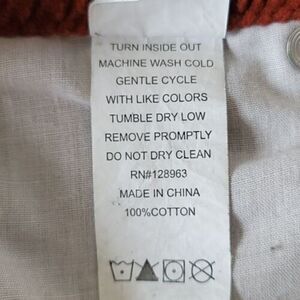 TURN INSIDE OUT
MACHINE WASH COLD
GENTLE CYCLE
WITH LIKE COLORS
TUMBLE DRY LOW
REMOVE PROMPTLY
DO NOT DRY CLEAN
RN#128963
MADE IN CHINA
100%COTTON